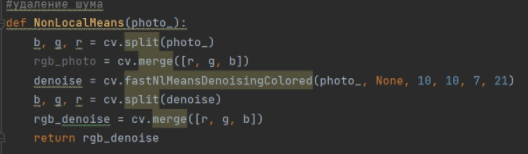 #удаление шума
def NonLocalMeans(photo_):
b, g, r = cv.split(photo_)
rgb_photo = cv.merge([r, g, b])
denoise = cv.fastNlMeansDenoisingColored(photo_, None, 10, 10, 7, 21)
b, g, r = cv.split(denoise)
rgb_denoise = cv.merge([r, g, b])
return rgb_denoise